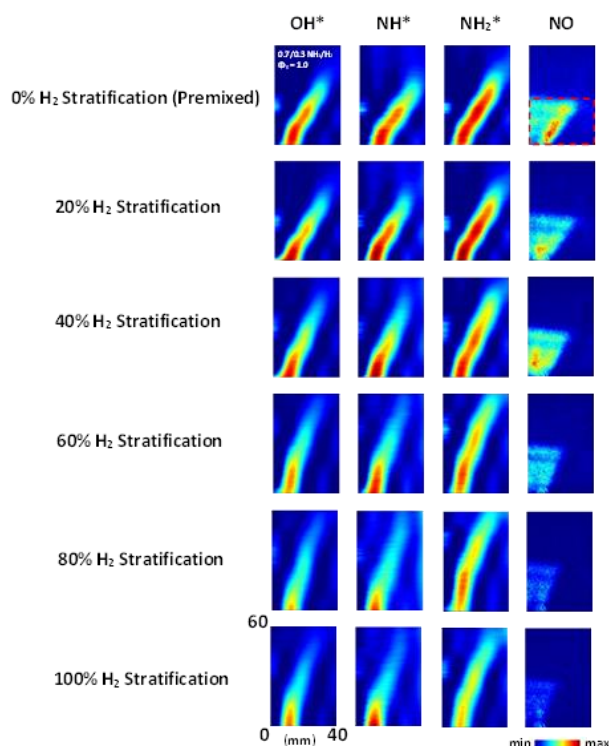 OH* NH* NH₂* NO
0.7/0.3 NH₃/H₂
Φₛ = 1.0
0% H₂ Stratification (Premixed)
20% H₂ Stratification
40% H₂ Stratification
60% H₂ Stratification
80% H₂ Stratification
60
100% H₂ Stratification
0 (mm) 40
min max